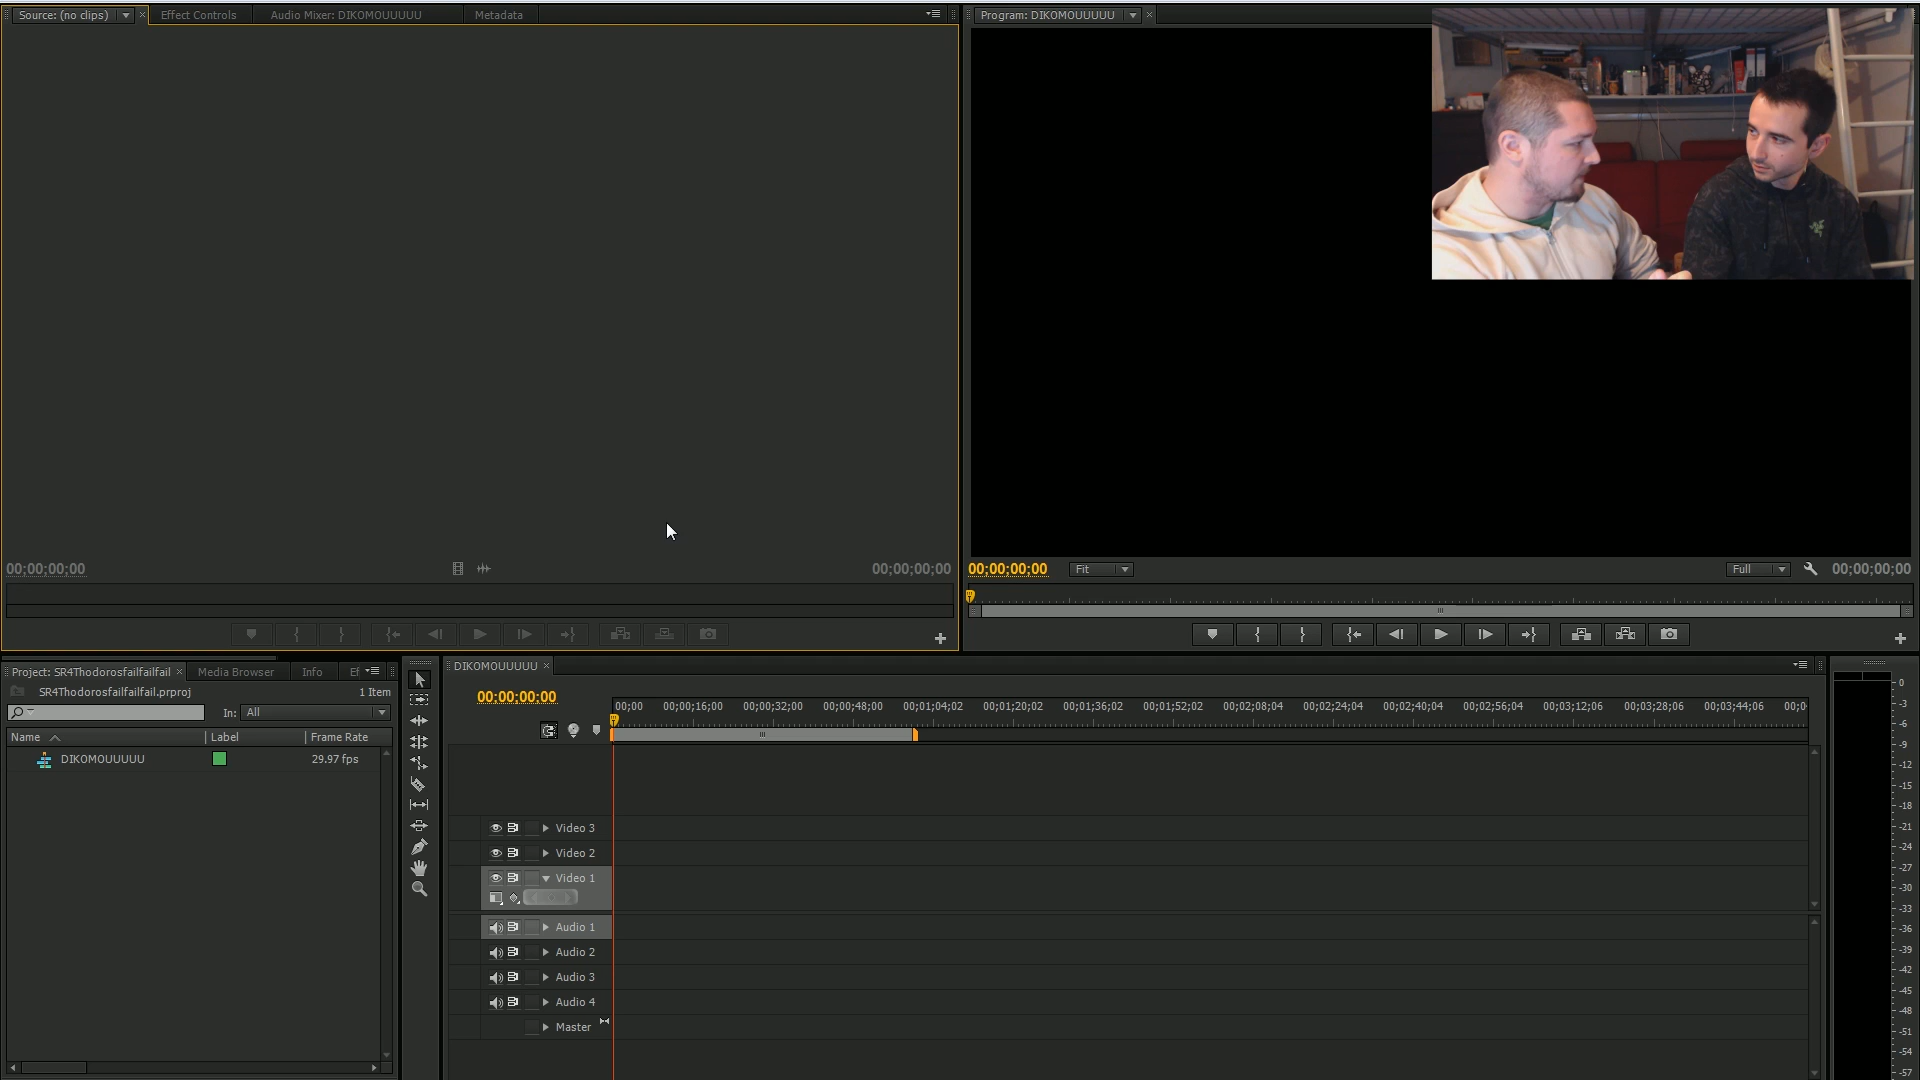 Source: (no clips)
Effect Controls
Audio Mixer: DIKOMOUUUUU
Metadata
Program: DIKOMOUUUUU
00;00;00;00
00;00;00;00
00;00;00;00
Fit
Full
00;00;00;00
Project: SR4Thodorosfailfailfail
Media Browser
Info
Ef
SR4Thodorosfailfailfail.prproj
1 Item
In: All
Name
Label
Frame Rate
DIKOMOUUUUU
29.97 fps
DIKOMOUUUUU
00;00;00;00
00;00
00;00;16;00
00;00;32;00
00;00;48;00
00;01;04;02
00;01;20;02
00;01;36;02
00;01;52;02
00;02;08;04
00;02;24;04
00;02;40;04
00;02;56;04
00;03;12;06
00;03;28;06
00;03;44;06
00;0
Video 3
Video 2
Video 1
Audio 1
Audio 2
Audio 3
Audio 4
Master
0
-3
-6
-9
-12
-15
-18
-21
-24
-27
-30
-33
-36
-39
-42
-45
-48
-51
-54
-57